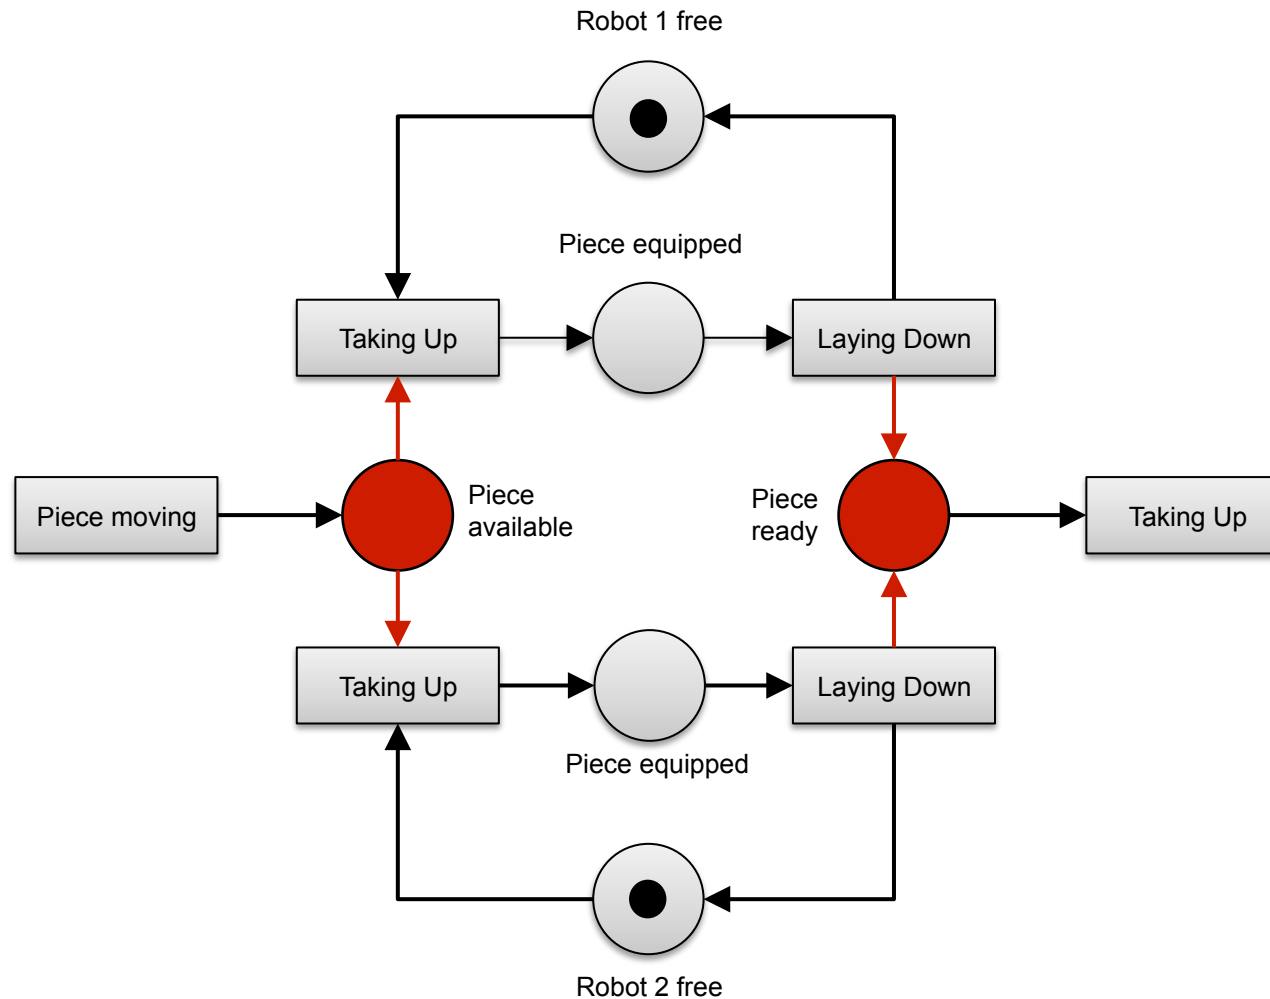 Robot 1 free
Piece equipped
Taking Up
Laying Down
Piece moving
Piece
available
Piece
ready
Taking Up
Taking Up
Laying Down
Piece equipped
Robot 2 free